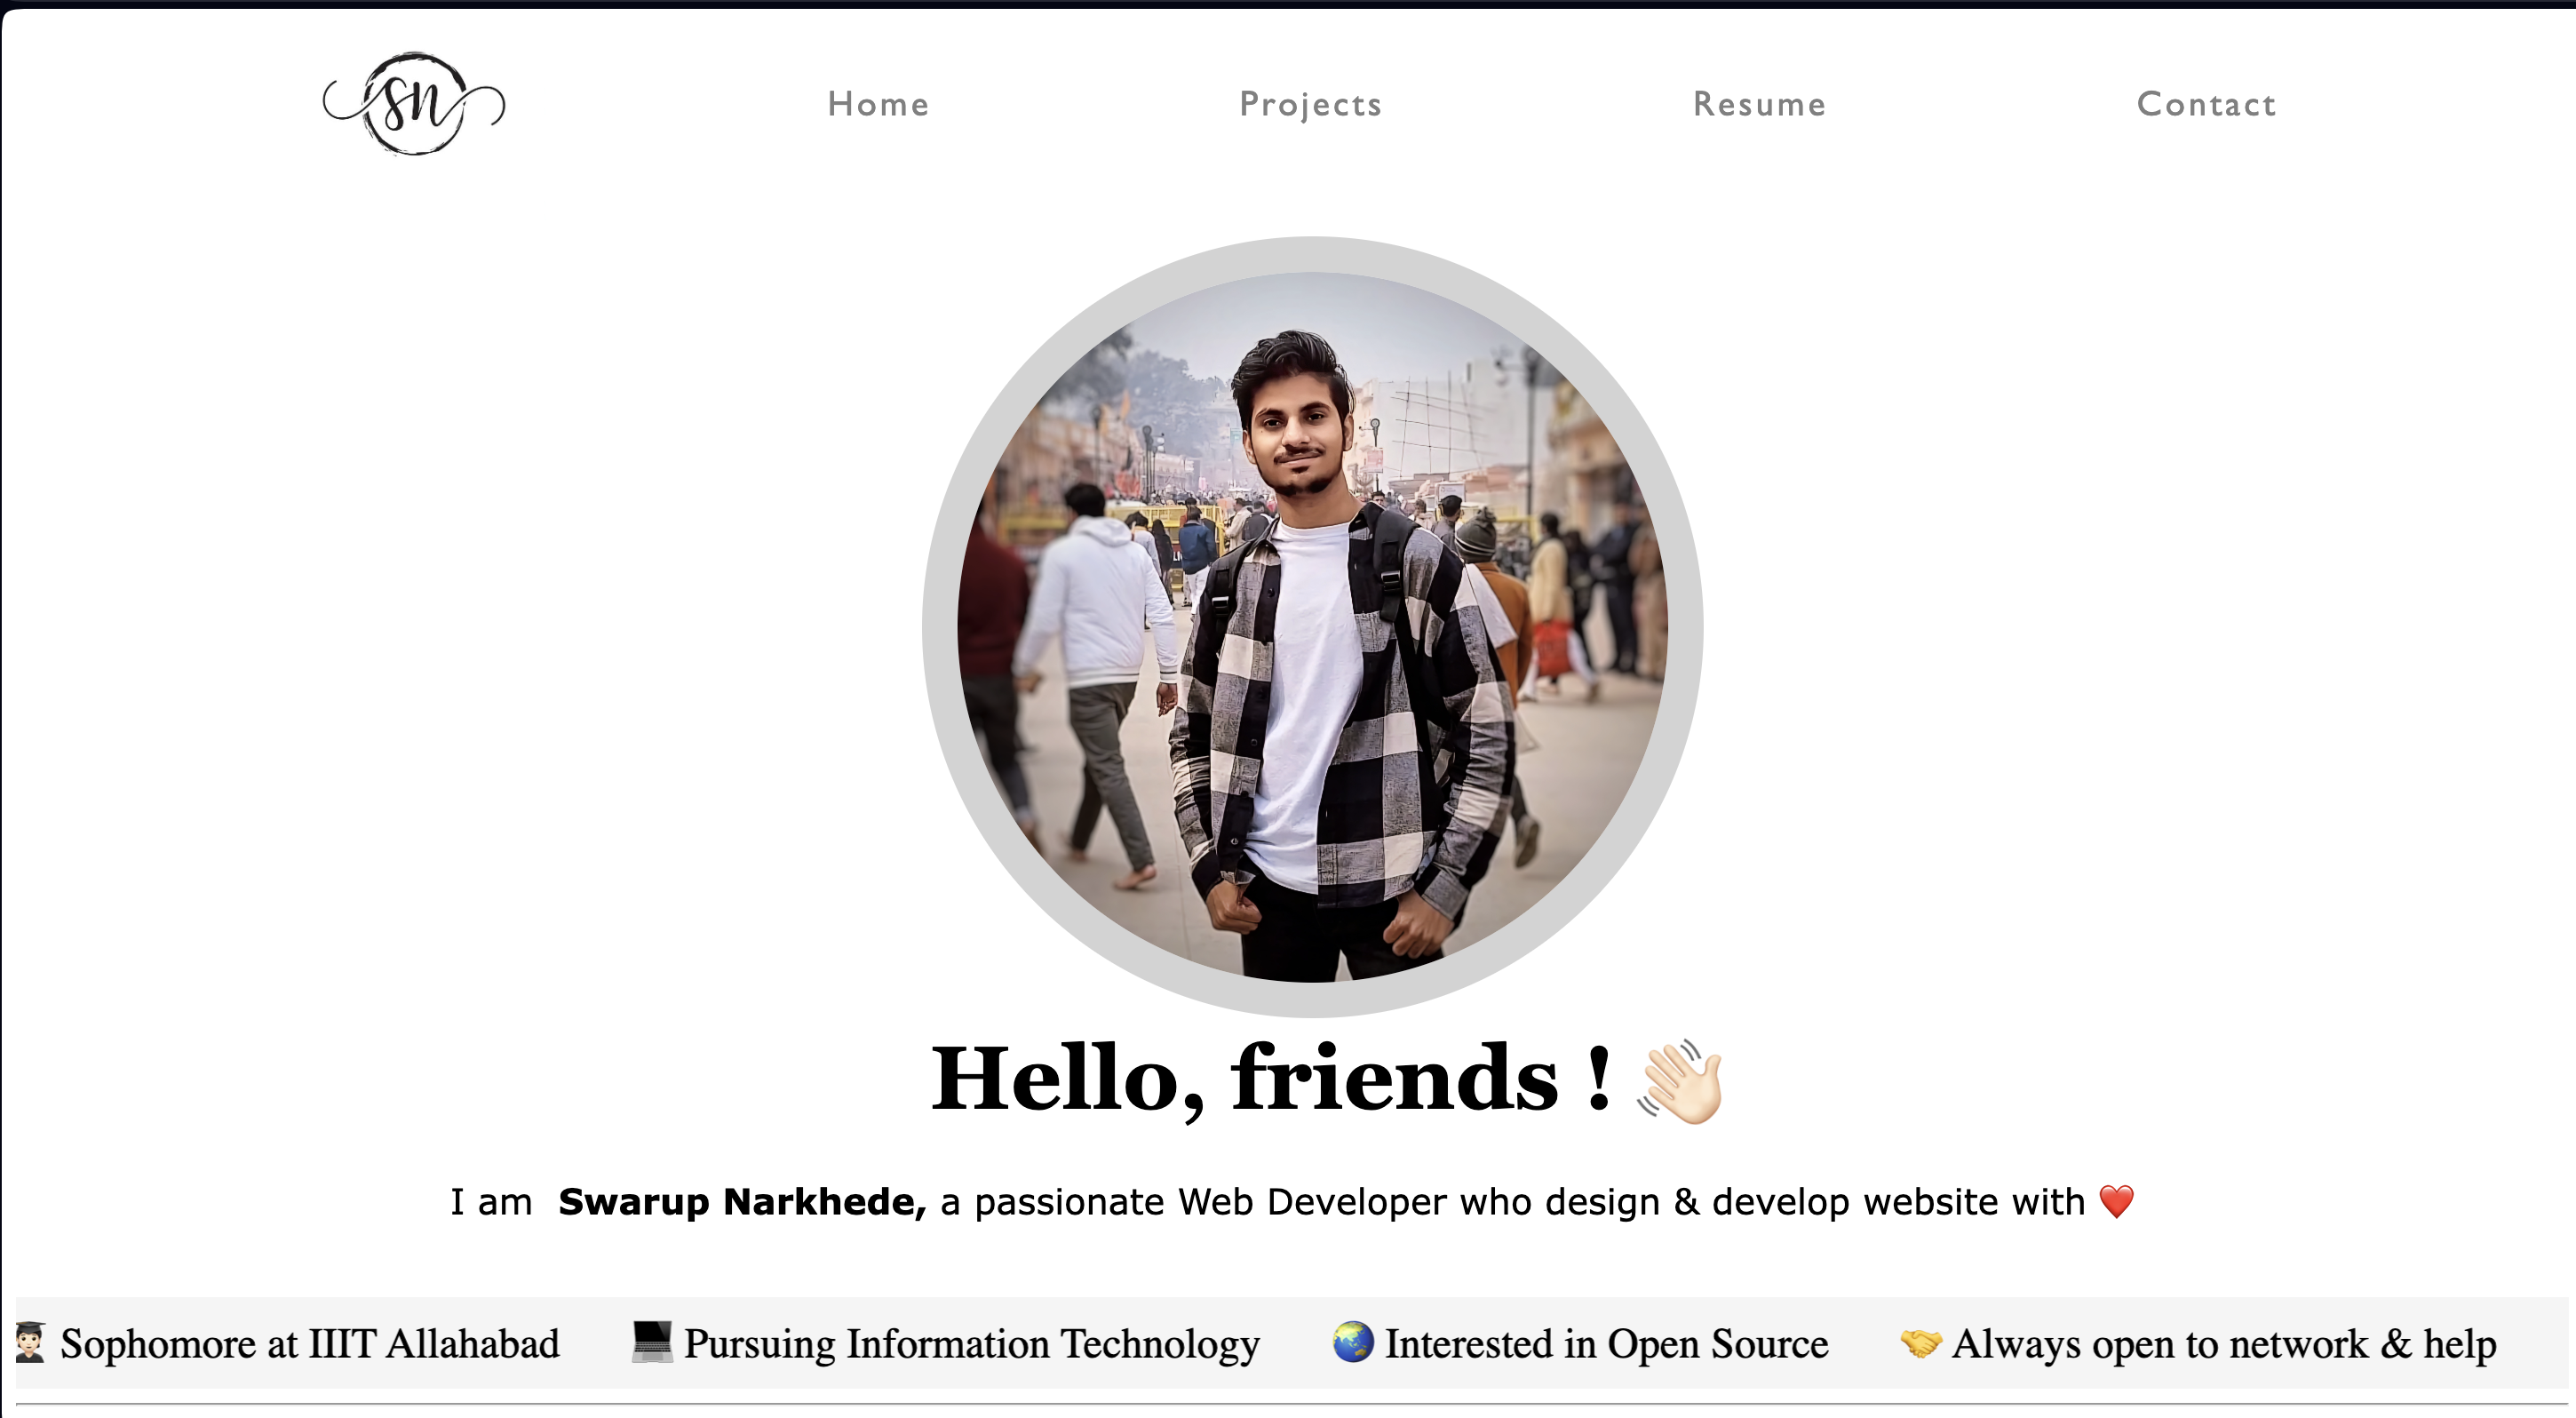 sn
Home Projects Resume Contact
Hello, friends ! 👋🏻
I am Swarup Narkhede, a passionate Web Developer who design & develop website with ❤️
👨🏻‍🎓 Sophomore at IIIT Allahabad 💻 Pursuing Information Technology 🌏 Interested in Open Source 🤝 Always open to network & help